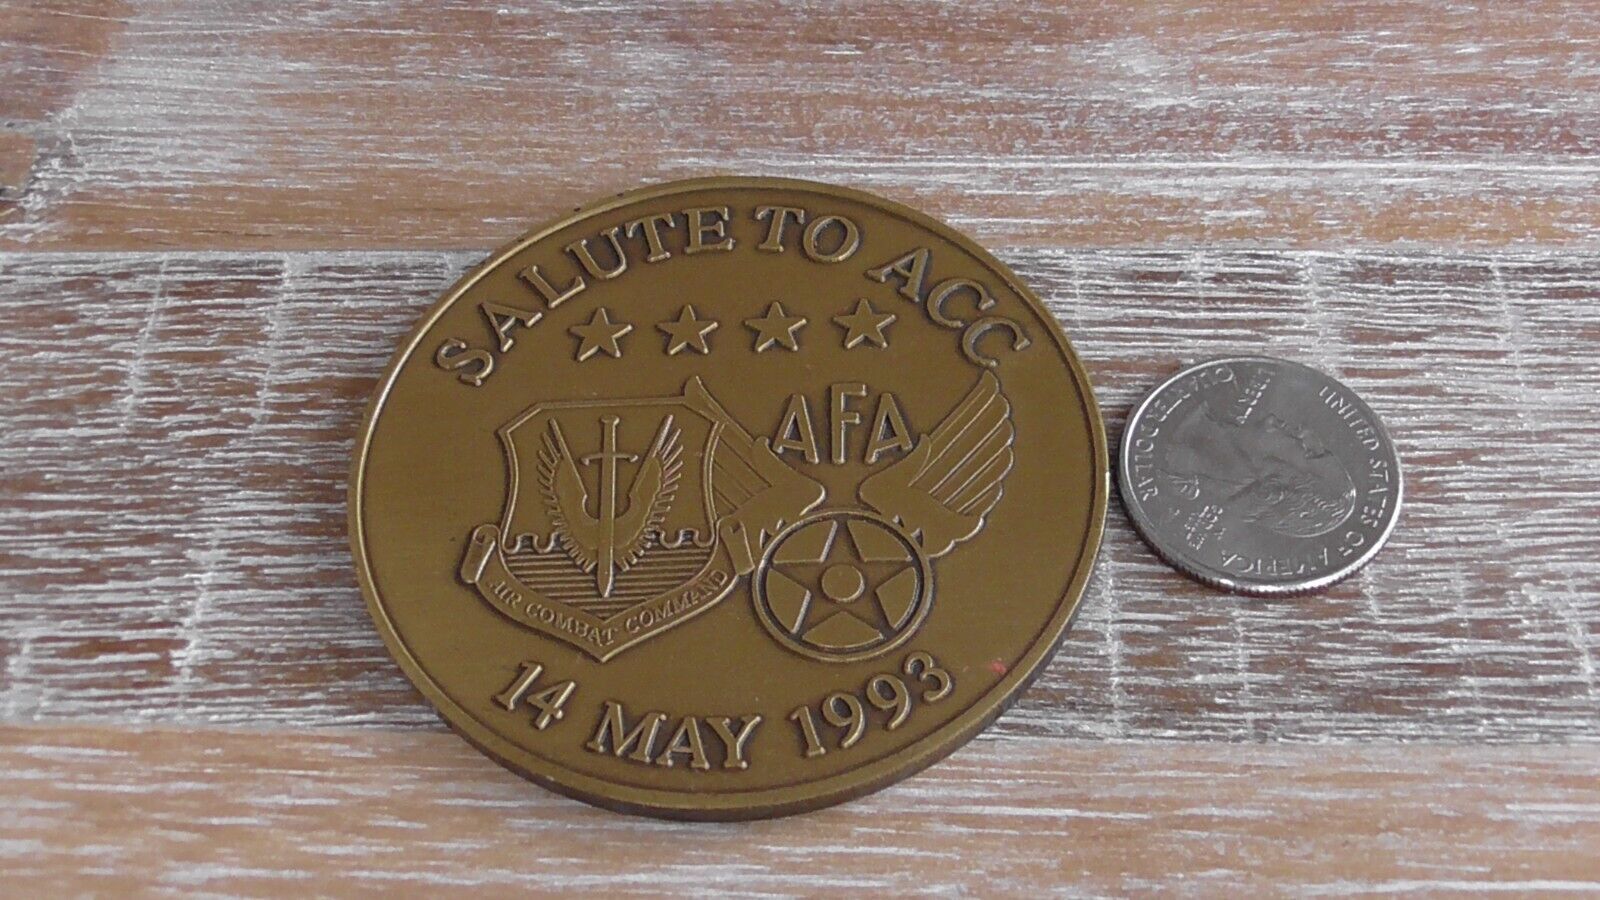 SALUTE TO ACC
AFA
AIR COMBAT COMMAND
14 MAY 1993
UNITED STATES OF AMERICA
LIBERTY
QUARTER DOLLAR